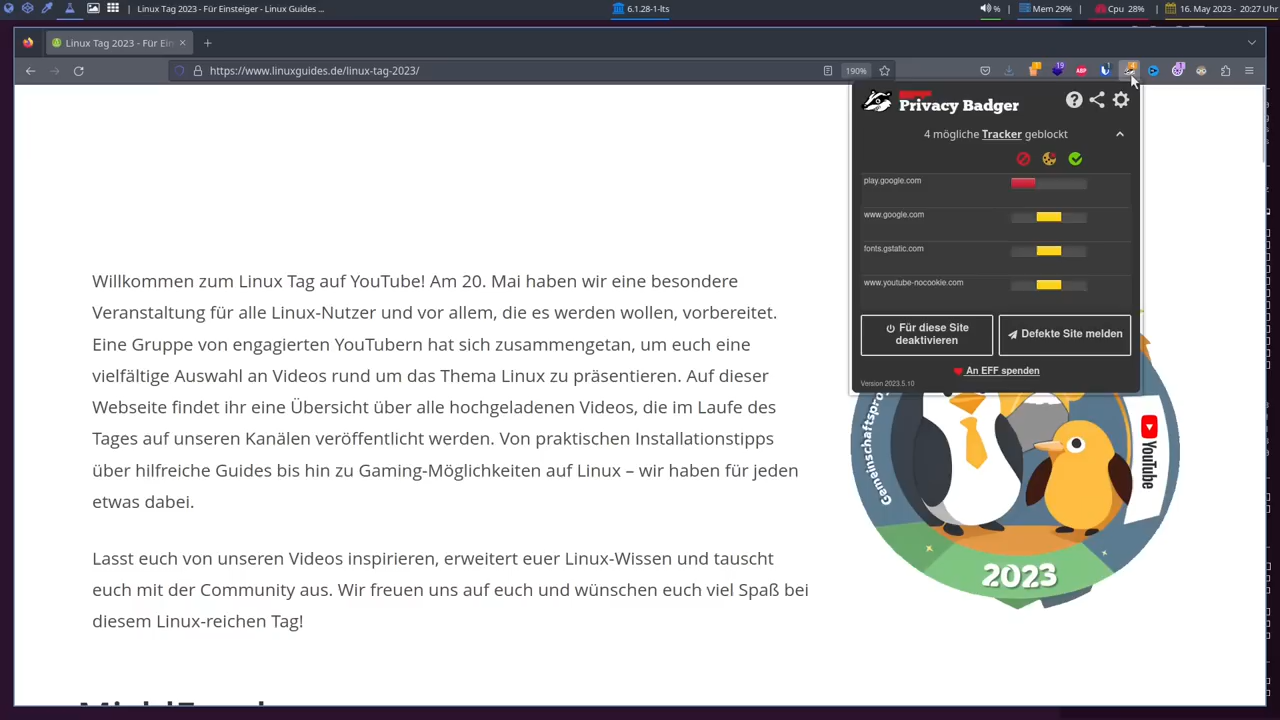 Linux Tag 2023 - Für Einsteiger - Linux Guides ...
6.1.28-1-lts
% | Mem 29% | Cpu 28% | 16. May 2023 - 20:27 Uhr
Linux Tag 2023 - Für Ein
https://www.linuxguides.de/linux-tag-2023/
190%
19
ABP
Privacy Badger
4 mögliche Tracker geblockt
play.google.com
www.google.com
fonts.gstatic.com
www.youtube-nocookie.com
Für diese Site deaktivieren
Defekte Site melden
An EFF spenden
Version 2023.5.10
Willkommen zum Linux Tag auf YouTube! Am 20. Mai haben wir eine besondere
Veranstaltung für alle Linux-Nutzer und vor allem, die es werden wollen, vorbereitet.
Eine Gruppe von engagierten YouTubern hat sich zusammengetan, um euch eine
vielfältige Auswahl an Videos rund um das Thema Linux zu präsentieren. Auf dieser
Webseite findet ihr eine Übersicht über alle hochgeladenen Videos, die im Laufe des
Tages auf unseren Kanälen veröffentlicht werden. Von praktischen Installationstipps
über hilfreiche Guides bis hin zu Gaming-Möglichkeiten auf Linux – wir haben für jeden
etwas dabei.
Lasst euch von unseren Videos inspirieren, erweitert euer Linux-Wissen und tauscht
euch mit der Community aus. Wir freuen uns auf euch und wünschen euch viel Spaß bei
diesem Linux-reichen Tag!
YouTube
2023